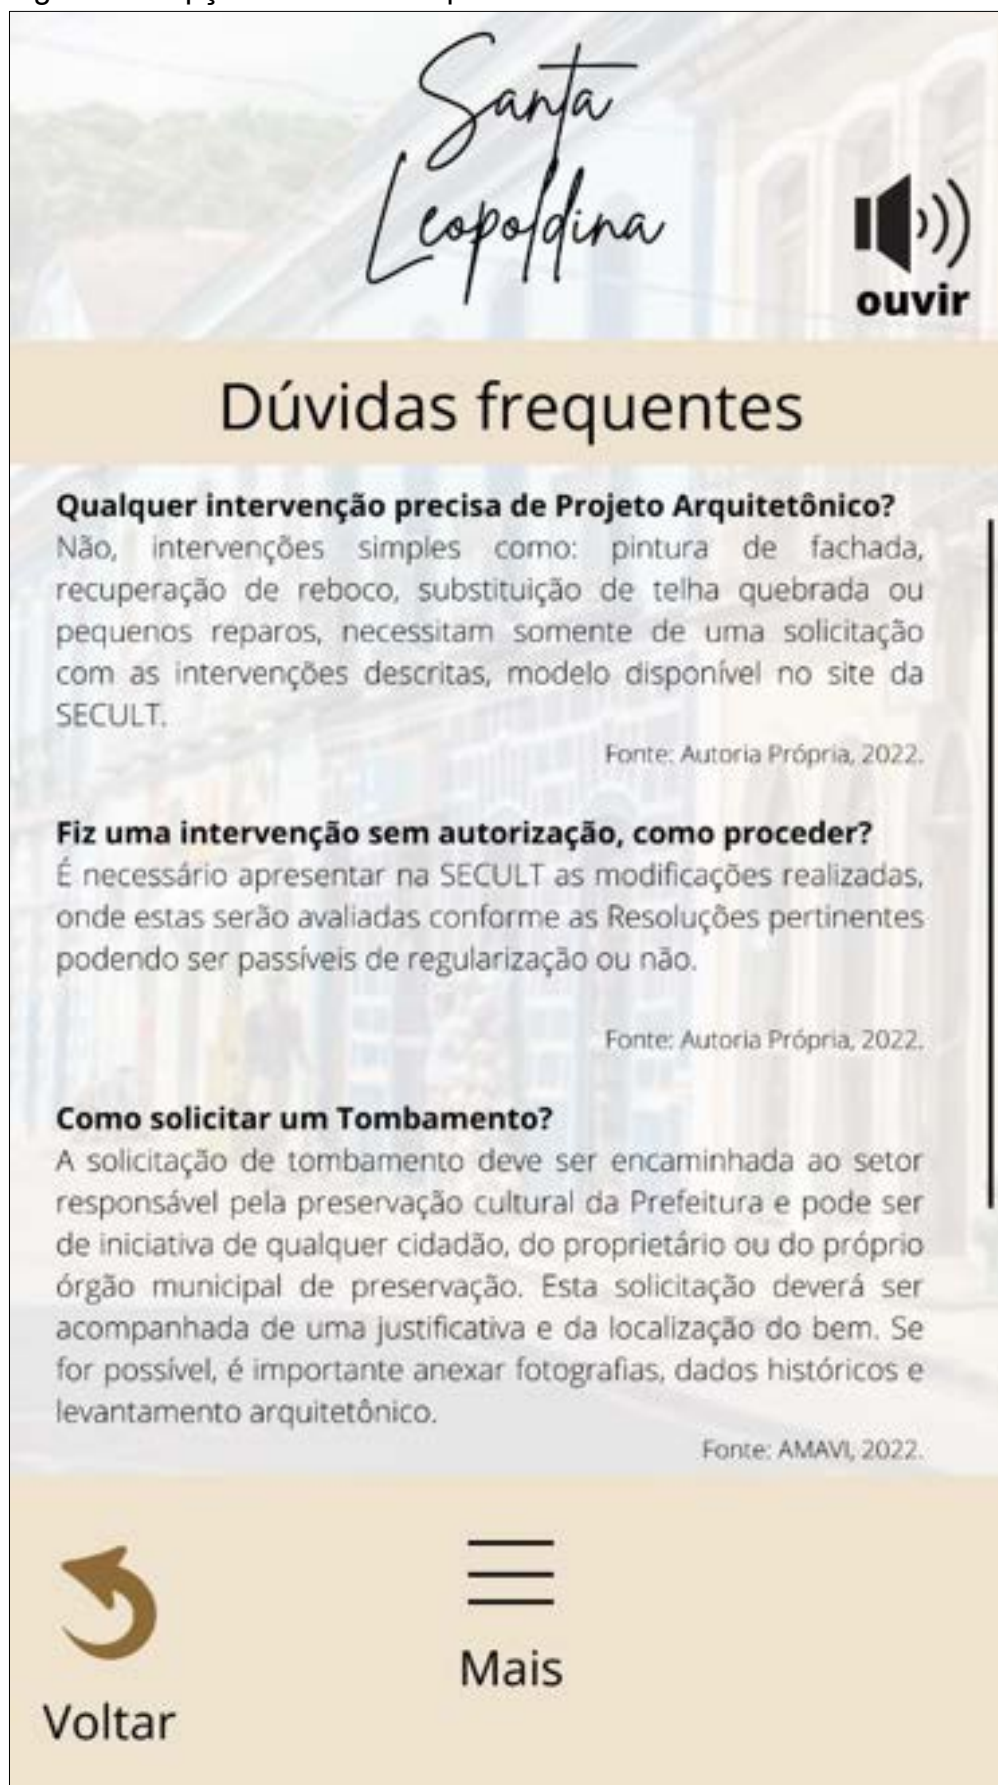 Santa
Leopoldina
ouvir
Dúvidas frequentes
Qualquer intervenção precisa de Projeto Arquitetônico?
Não, intervenções simples como: pintura de fachada,
recuperação de reboco, substituição de telha quebrada ou
pequenos reparos, necessitam somente de uma solicitação
com as intervenções descritas, modelo disponível no site da
SECULT.
Fonte: Autoria Própria, 2022.
Fiz uma intervenção sem autorização, como proceder?
É necessário apresentar na SECULT as modificações realizadas,
onde estas serão avaliadas conforme as Resoluções pertinentes
podendo ser passíveis de regularização ou não.
Fonte: Autoria Própria, 2022.
Como solicitar um Tombamento?
A solicitação de tombamento deve ser encaminhada ao setor
responsável pela preservação cultural da Prefeitura e pode ser
de iniciativa de qualquer cidadão, do proprietário ou do próprio
órgão municipal de preservação. Esta solicitação deverá ser
acompanhada de uma justificativa e da localização do bem. Se
for possível, é importante anexar fotografias, dados históricos e
levantamento arquitetônico.
Fonte: AMAVI, 2022.
Mais
Voltar